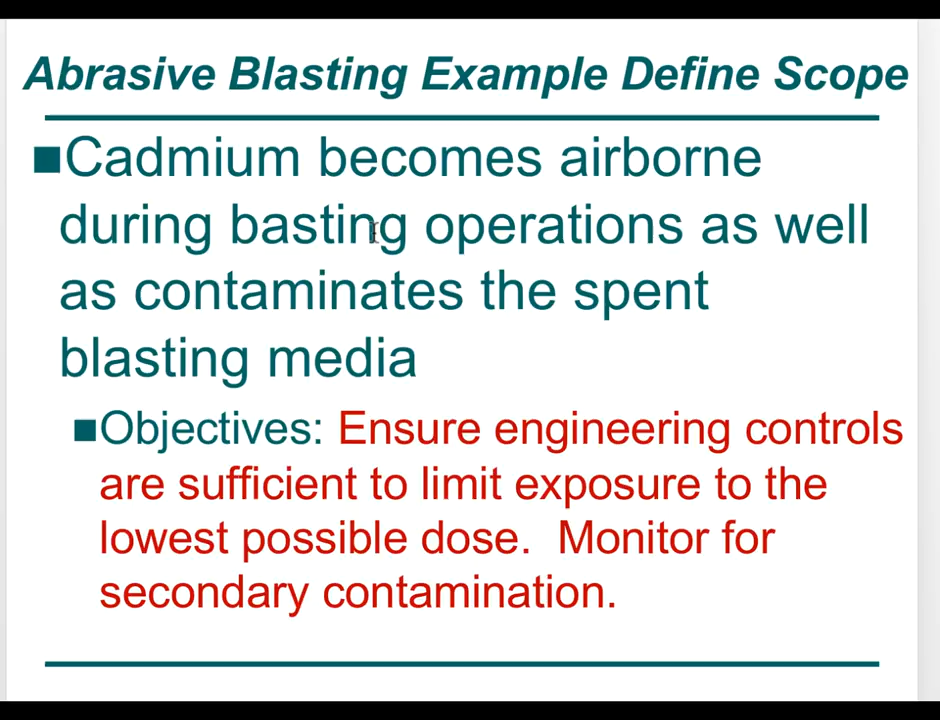 Abrasive Blasting Example Define Scope
Cadmium becomes airborne
during basting operations as well
as contaminates the spent
blasting media
Objectives: Ensure engineering controls
are sufficient to limit exposure to the
lowest possible dose. Monitor for
secondary contamination.